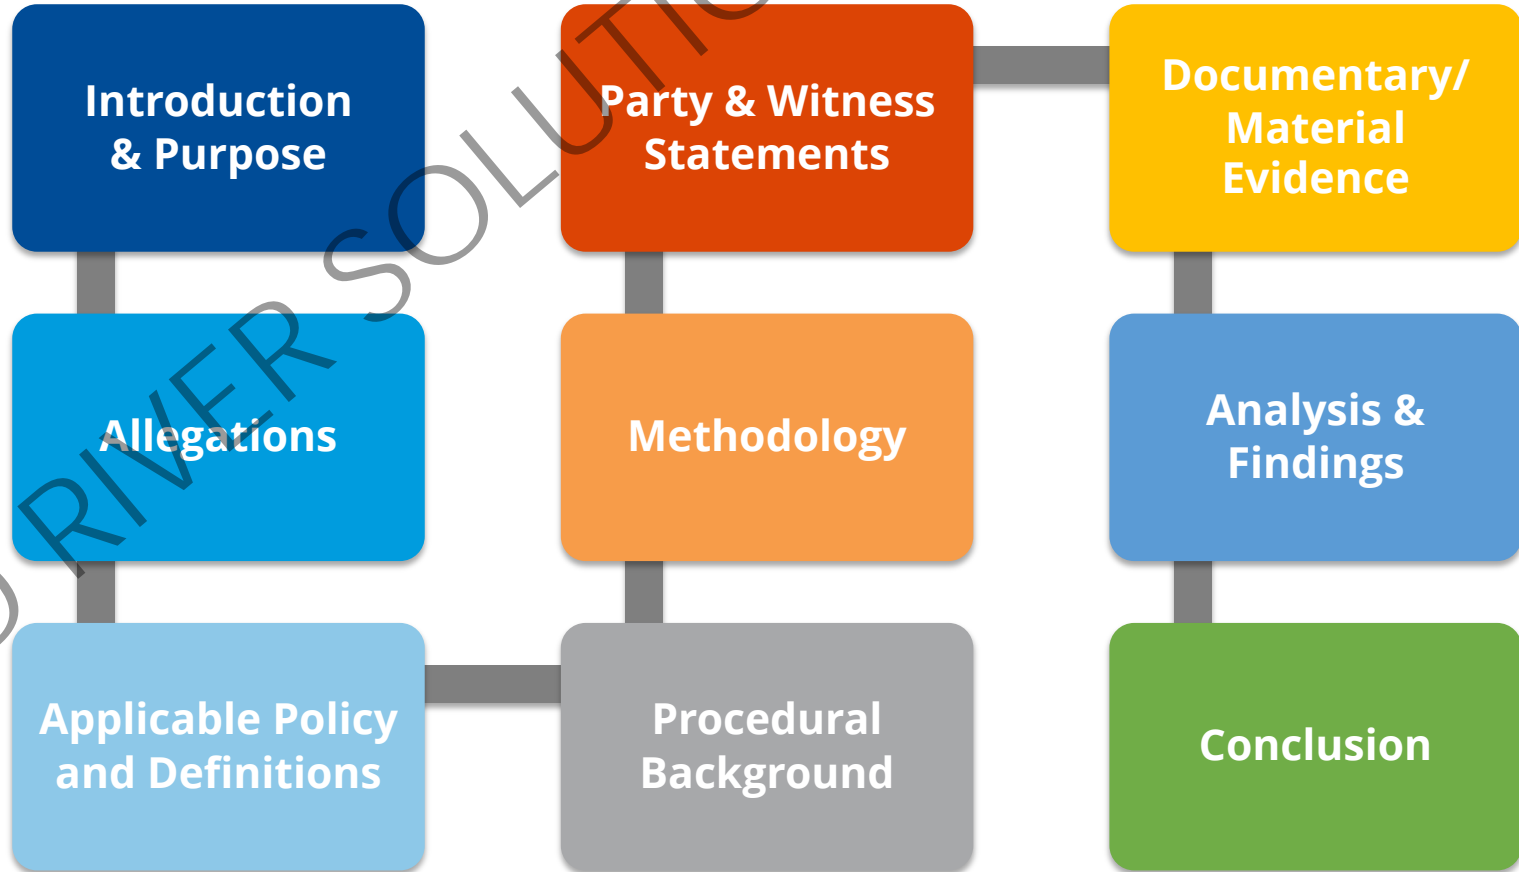 Introduction
& Purpose
Allegations
Applicable Policy
and Definitions
Procedural
Background
Methodology
Party & Witness
Statements
Documentary/
Material
Evidence
Analysis &
Findings
Conclusion
RIVER SOLUTIO